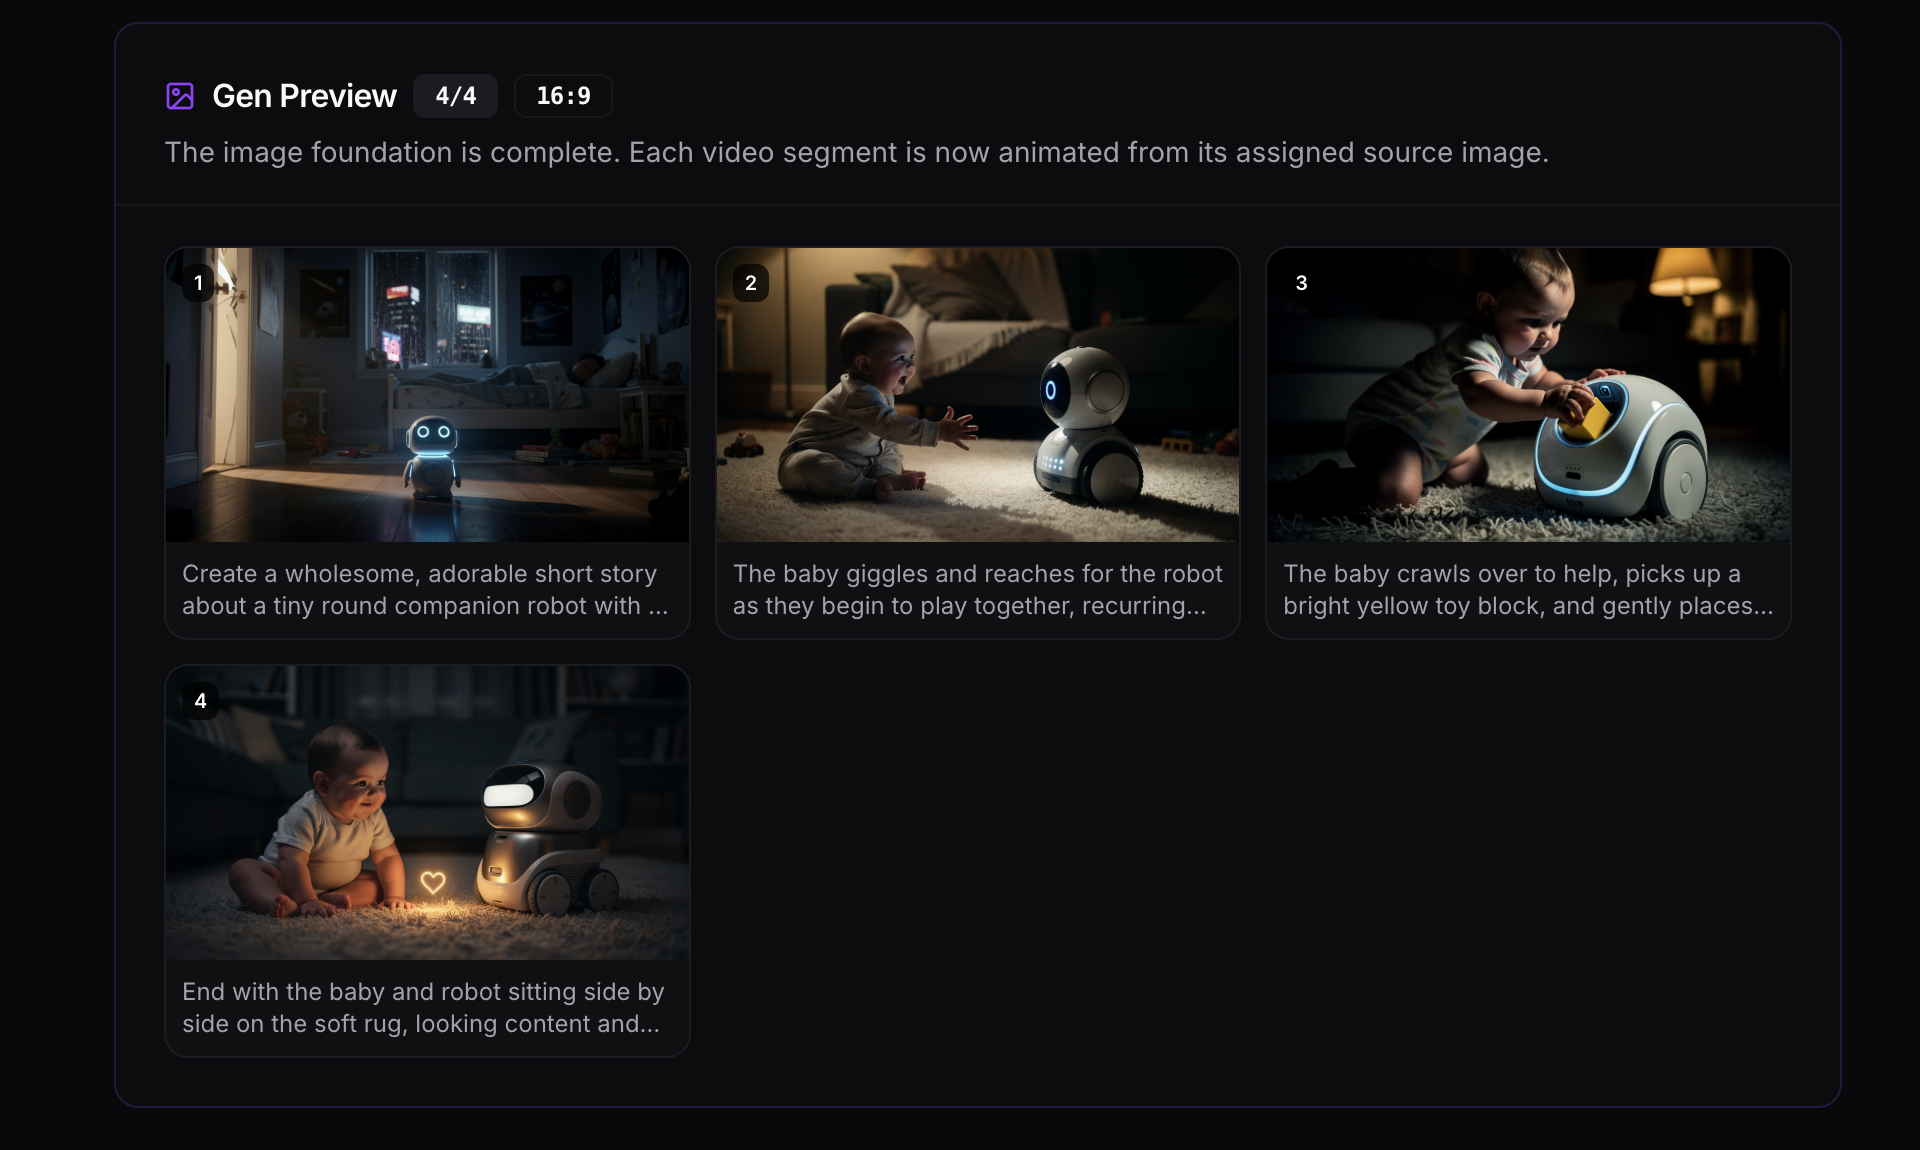 Gen Preview 4/4 16:9
The image foundation is complete. Each video segment is now animated from its assigned source image.
1
Create a wholesome, adorable short story
about a tiny round companion robot with ...
2
The baby giggles and reaches for the robot
as they begin to play together, recurring...
3
The baby crawls over to help, picks up a
bright yellow toy block, and gently places...
4
End with the baby and robot sitting side by
side on the soft rug, looking content and...